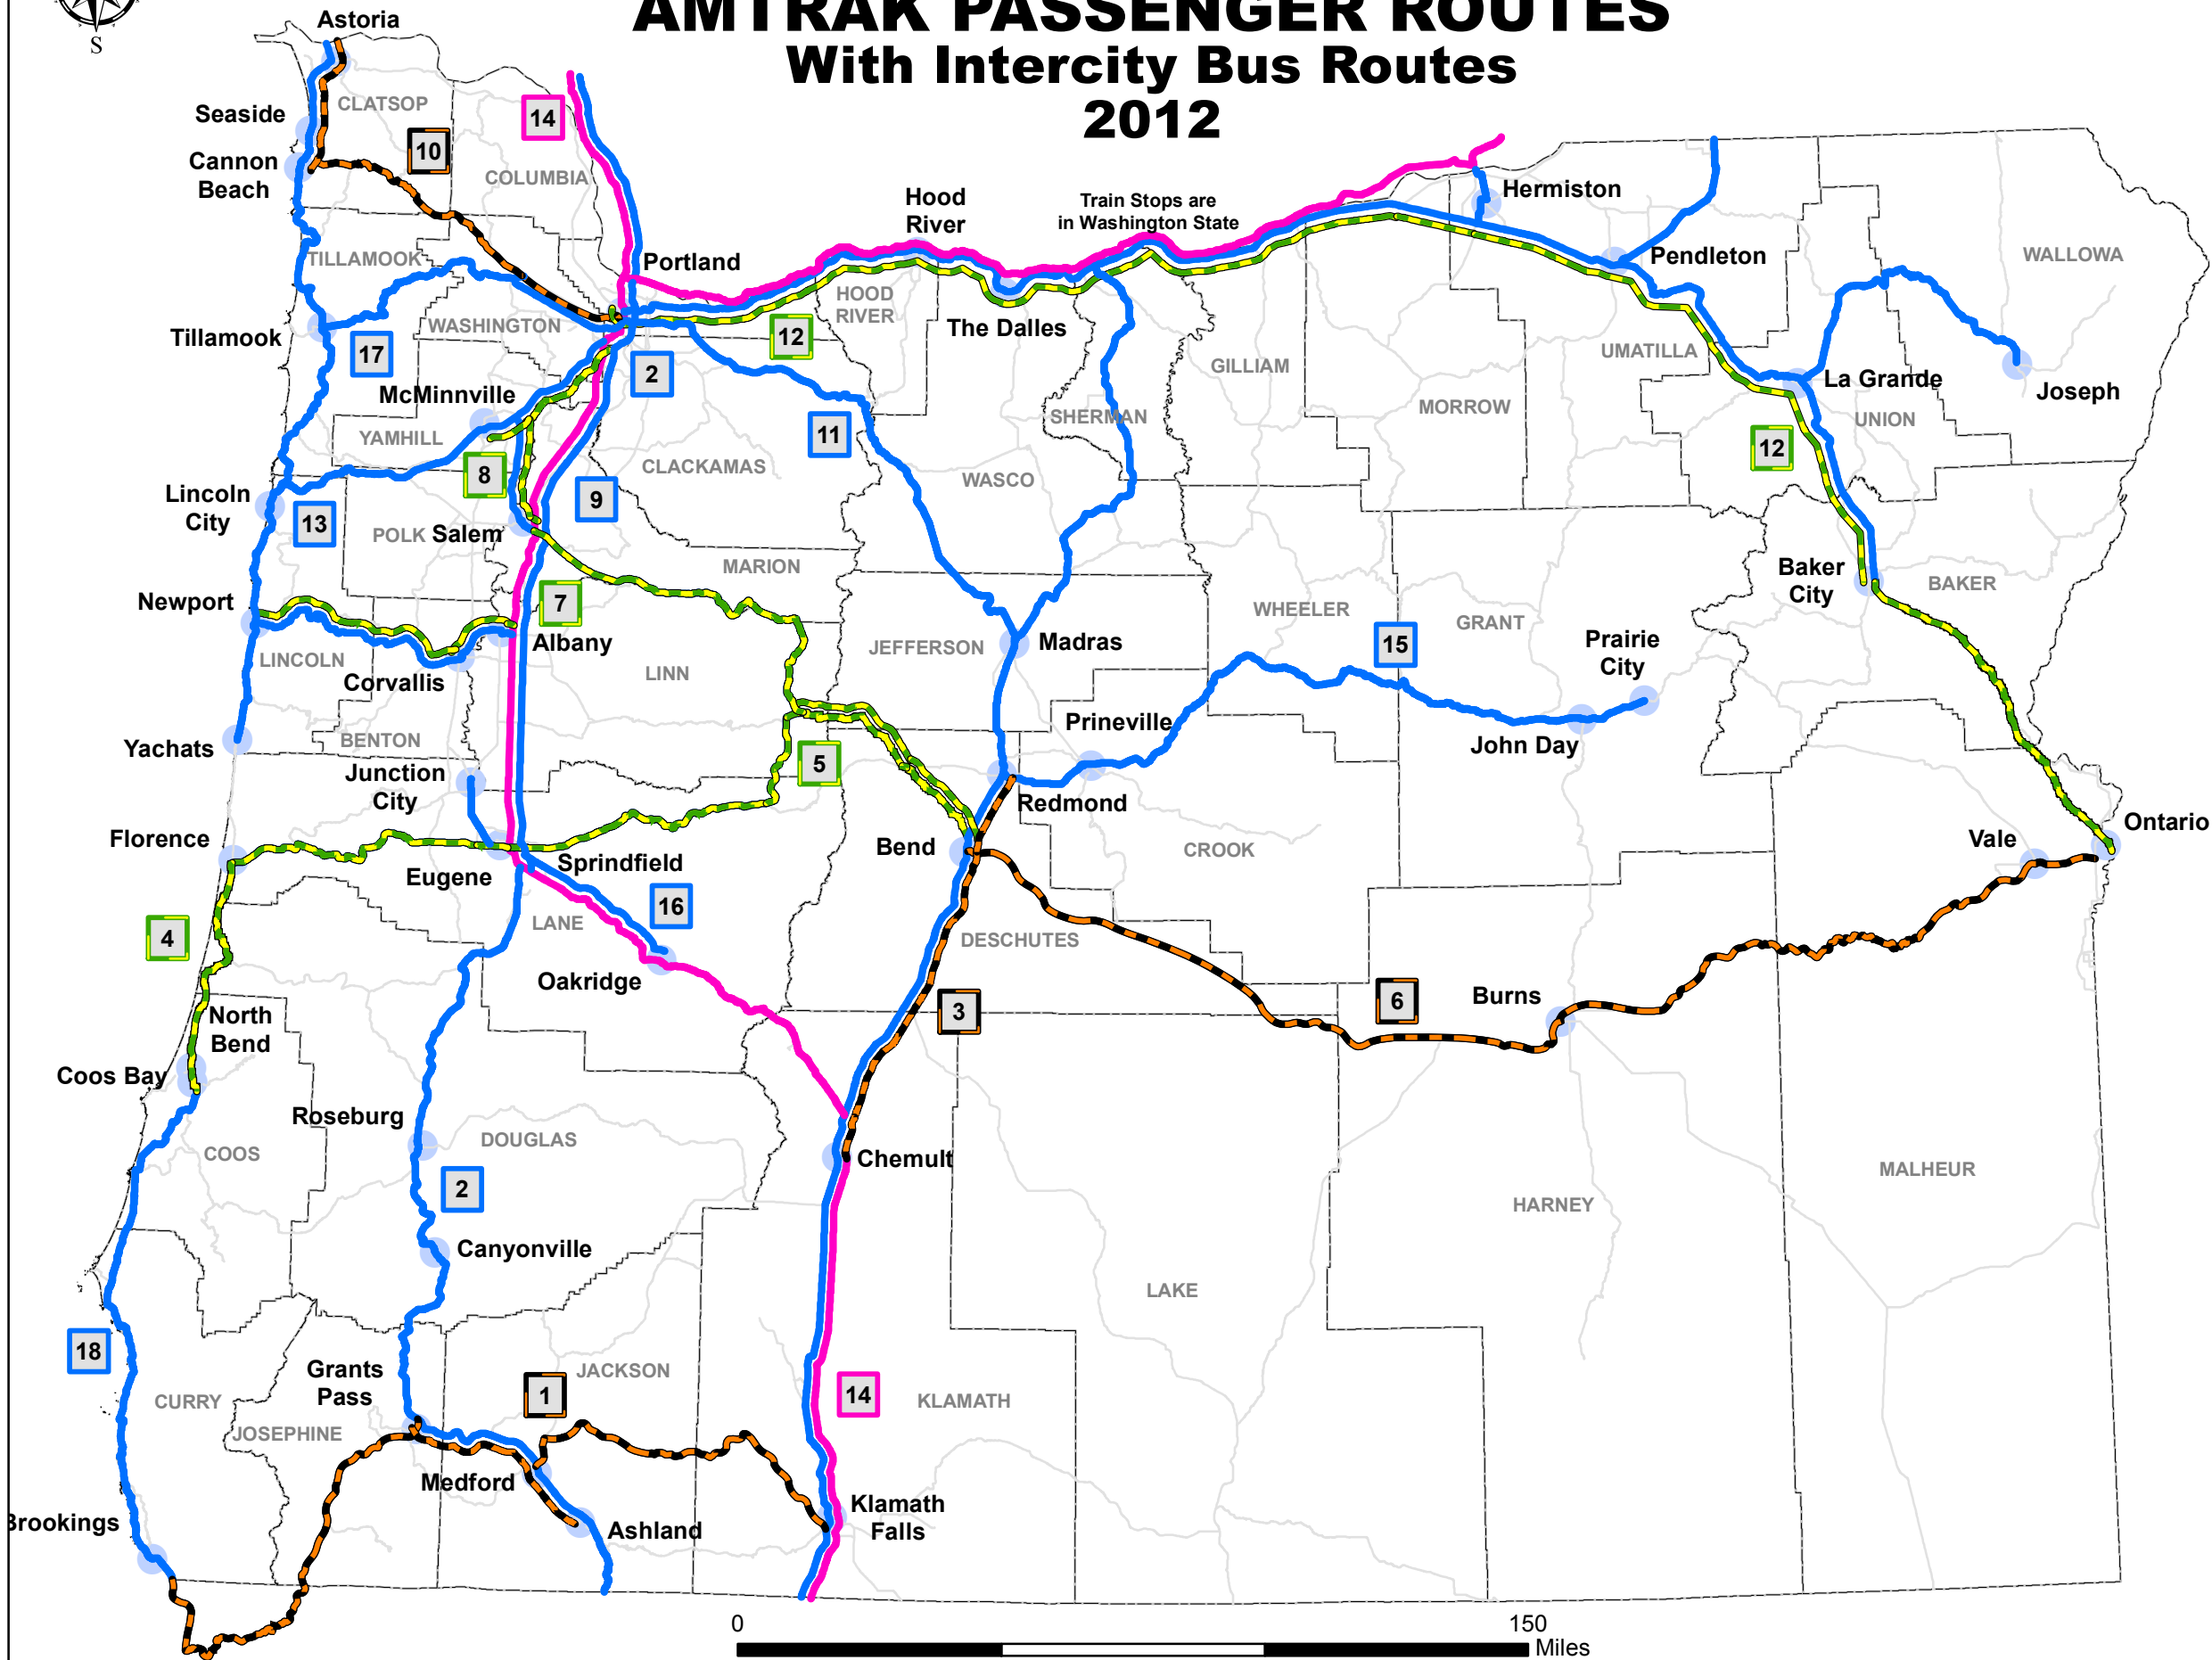 AMTRAK PASSENGER ROUTES
With Intercity Bus Routes
2012
S
Astoria
Seaside
CLATSOP
14
10
Cannon
Beach
COLUMBIA
Hood
River
Train Stops are
in Washington State
Hermiston
TILLAMOOK
Portland
Pendleton
WALLOWA
HOOD
RIVER
Tillamook
WASHINGTON
The Dalles
12
17
2
GILLIAM
UMATILLA
McMinnville
La Grande
Joseph
MORROW
SHERMAN
UNION
YAMHILL
11
12
8
CLACKAMAS
WASCO
Lincoln
City
9
13
POLK
Salem
MARION
Baker
City
BAKER
Newport
7
WHEELER
GRANT
Prairie
City
Albany
JEFFERSON
Madras
15
LINCOLN
Corvallis
LINN
Prineville
Yachats
BENTON
John Day
Junction
City
5
Redmond
Florence
Bend
CROOK
Vale
Ontario
Eugene
Sprindfield
16
LANE
4
DESCHUTES
Oakridge
3
6
Burns
North
Bend
Coos Bay
Roseburg
DOUGLAS
COOS
Chemult
MALHEUR
2
HARNEY
Canyonville
LAKE
18
Grants
Pass
JACKSON
1
14
KLAMATH
CURRY
JOSEPHINE
Medford
Klamath
Falls
Brookings
Ashland
0
150
Miles